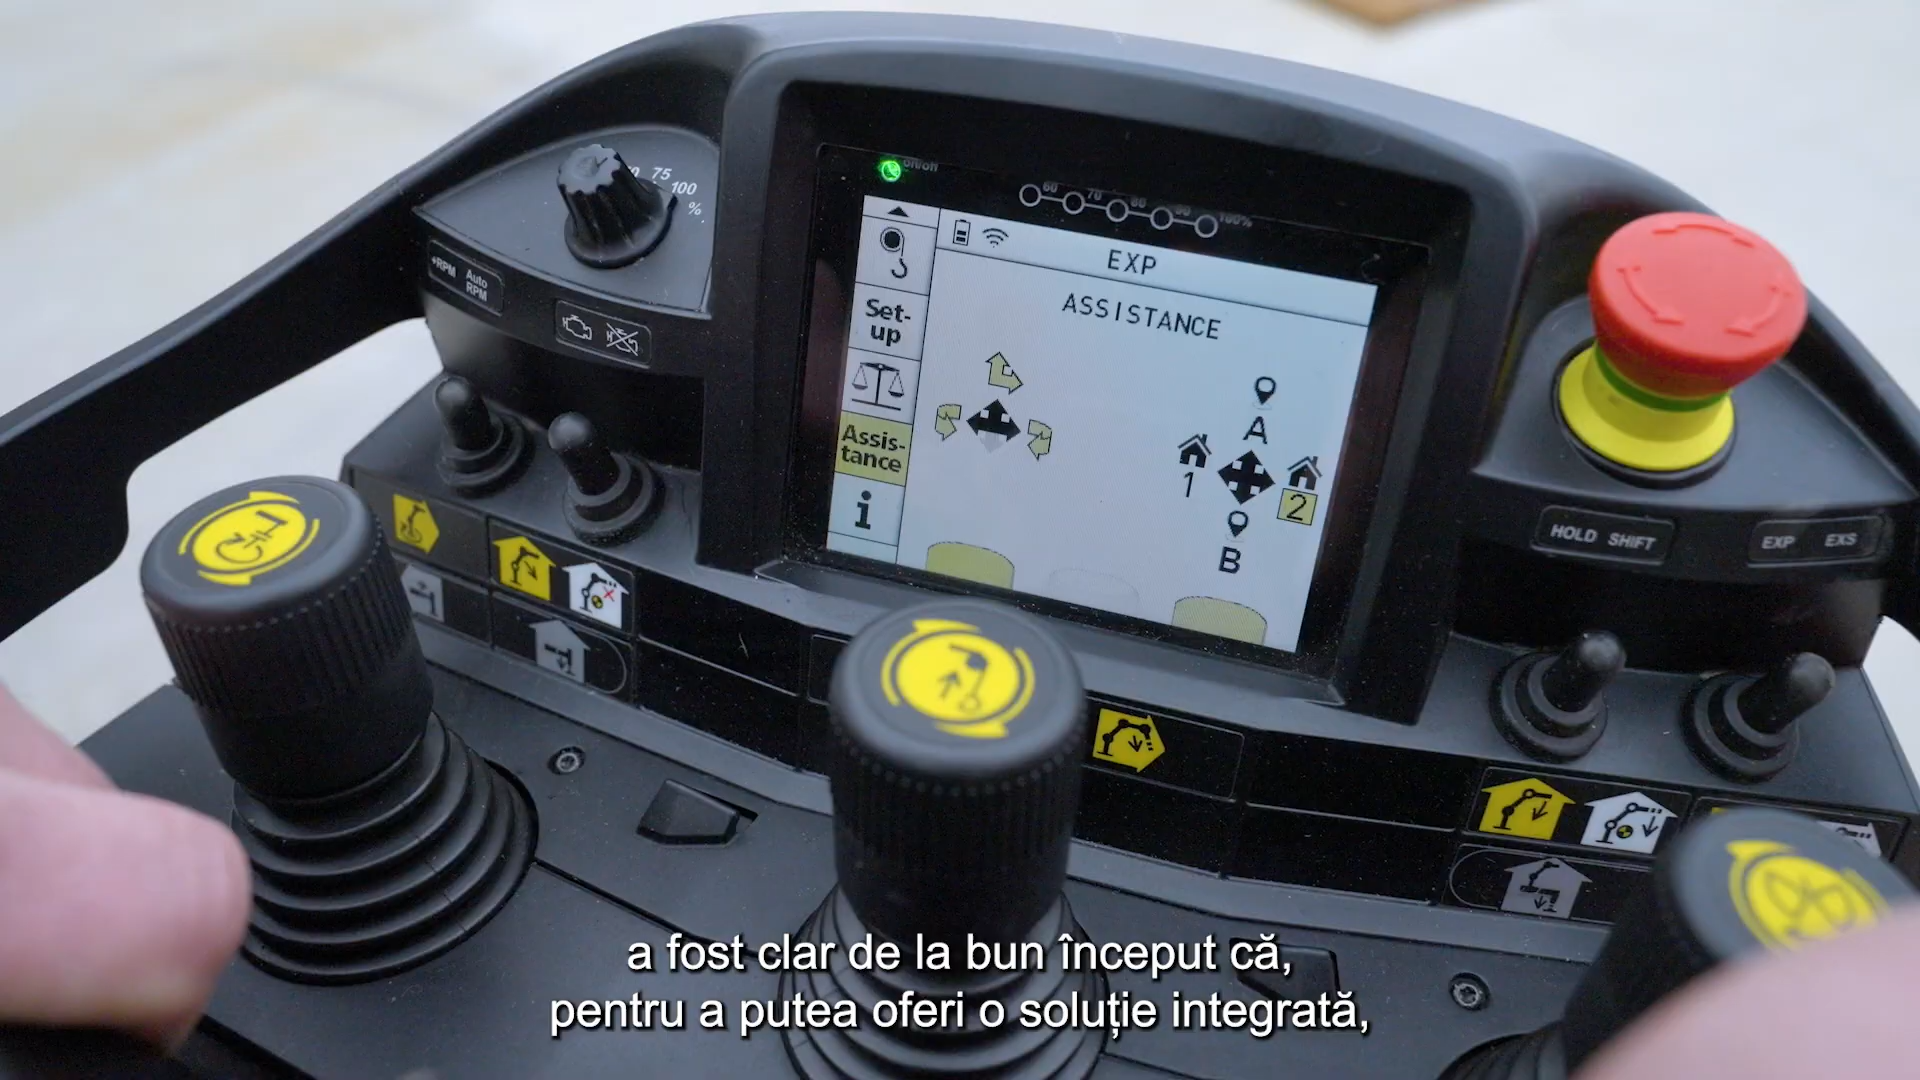 75
100
%
+RPM
Auto
RPM
on/off
60
70
80
90
100%
EXP
ASSISTANCE
Set-
up
Assis-
tance
i
A
1
2
B
HOLD SHIFT
EXP EXS
a fost clar de la bun început că,
pentru a putea oferi o soluție integrată,